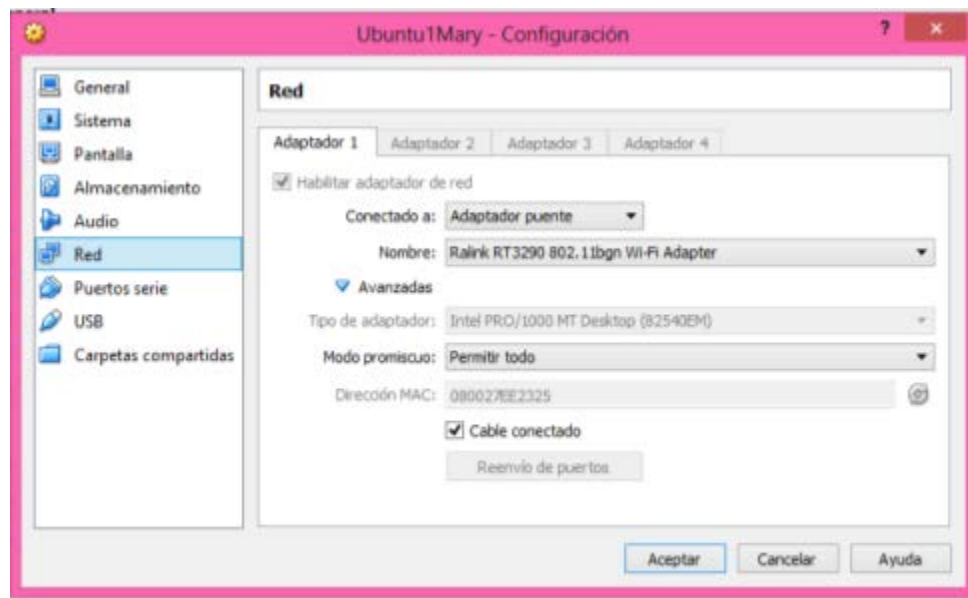 Ubuntu1Mary - Configuración ?
General
Sistema
Pantalla
Almacenamiento
Audio
Red
Puertos serie
USB
Carpetas compartidas
Red
Adaptador 1 Adaptador 2 Adaptador 3 Adaptador 4
Habilitar adaptador de red
Conectado a: Adaptador puente
Nombre: Ralink RT3290 802.11bgn Wi-Fi Adapter
Avanzadas
Tipo de adaptador: Intel PRO/1000 MT Desktop (82540EM)
Modo promiscuo: Permitir todo
Dirección MAC: 080027EE2325
Cable conectado
Reenvío de puertos
Aceptar Cancelar Ayuda